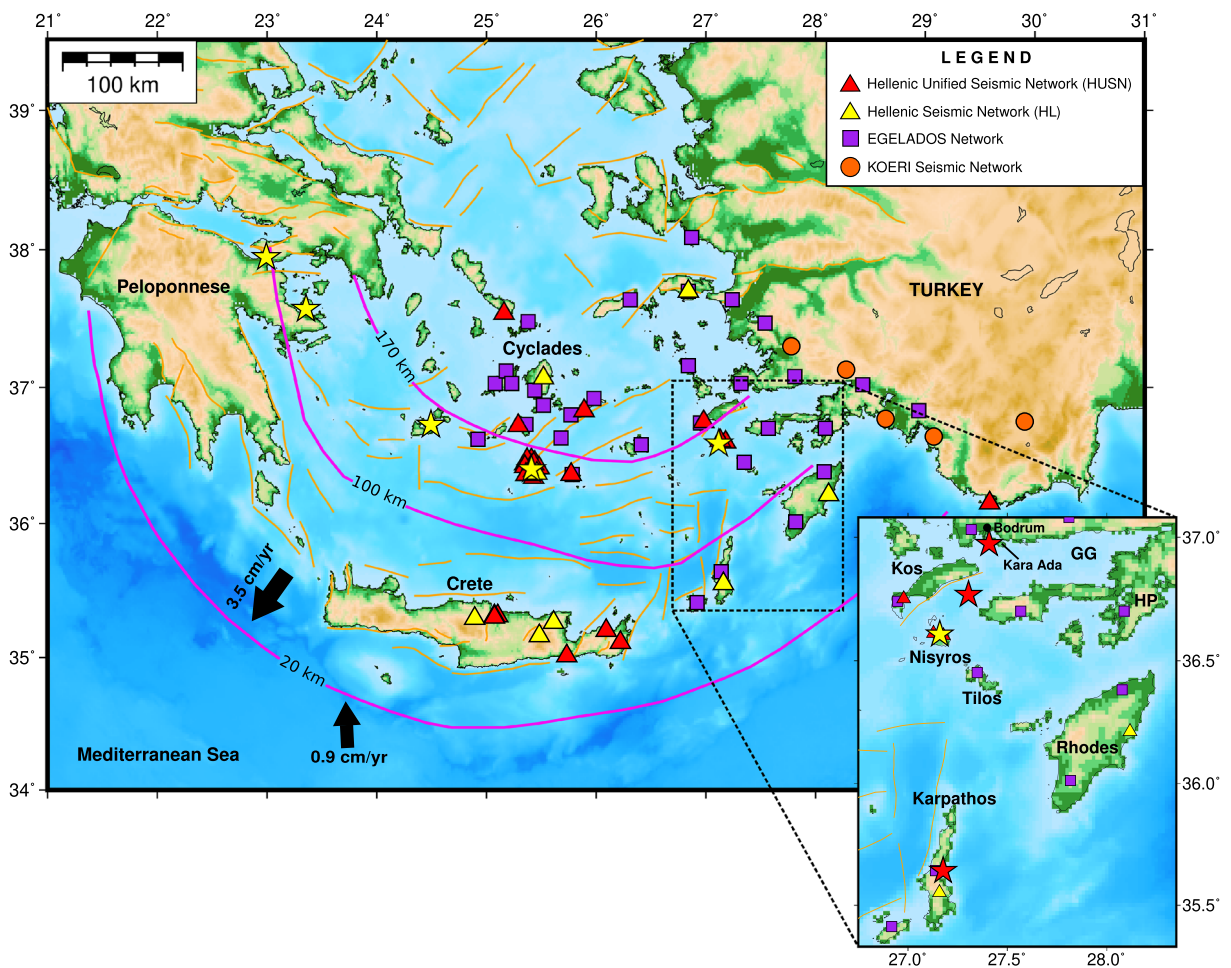 21° 22° 23° 24° 25° 26° 27° 28° 29° 30° 31°
100 km
LEGEND
Hellenic Unified Seismic Network (HUSN)
Hellenic Seismic Network (HL)
EGELADOS Network
KOERI Seismic Network
39°
38°
37°
36°
35°
34°
Peloponnese
TURKEY
Cyclades
170 km
100 km
Crete
3.5 cm/yr
20 km
0.9 cm/yr
Mediterranean Sea
Bodrum
GG
Kara Ada
Kos
HP
Nisyros
Tilos
Rhodes
Karpathos
37.0°
36.5°
36.0°
35.5°
27.0° 27.5° 28.0°